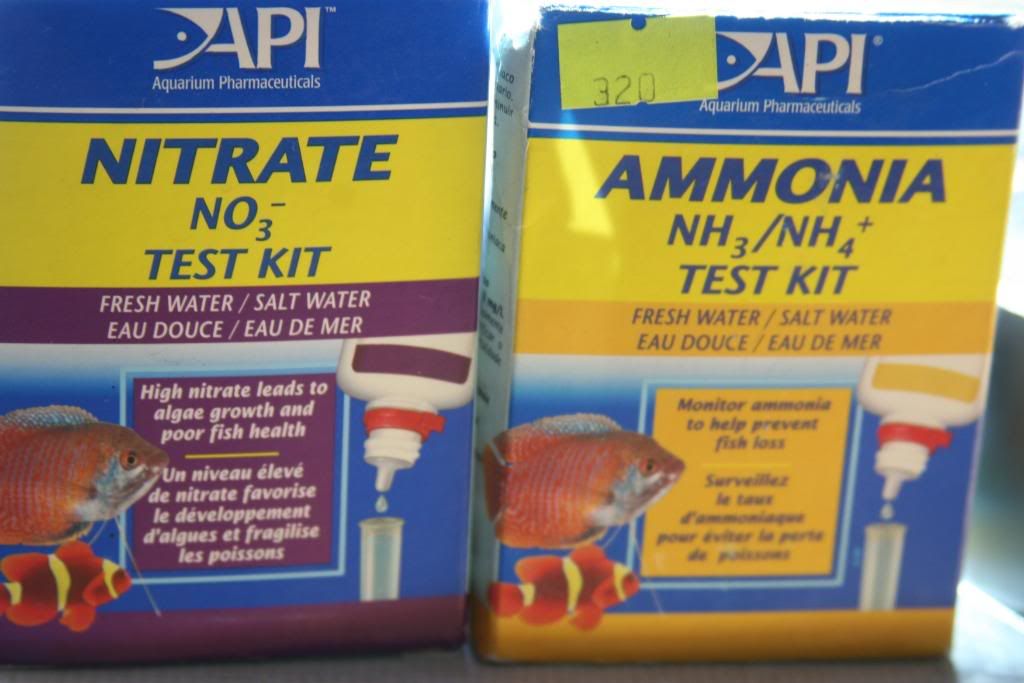 API™
Aquarium Pharmaceuticals
NITRATE
NO₃⁻
TEST KIT
FRESH WATER / SALT WATER
EAU DOUCE / EAU DE MER
High nitrate leads to
algae growth and
poor fish health
Un niveau élevé
de nitrate favorise
le développement
d'algues et fragilise
les poissons
320
API®
Aquarium Pharmaceuticals
AMMONIA
NH₃/NH₄⁺
TEST KIT
FRESH WATER / SALT WATER
EAU DOUCE / EAU DE MER
Monitor ammonia
to help prevent
fish loss
Surveillez
le taux
d'ammoniaque
pour éviter la perte
de poissons